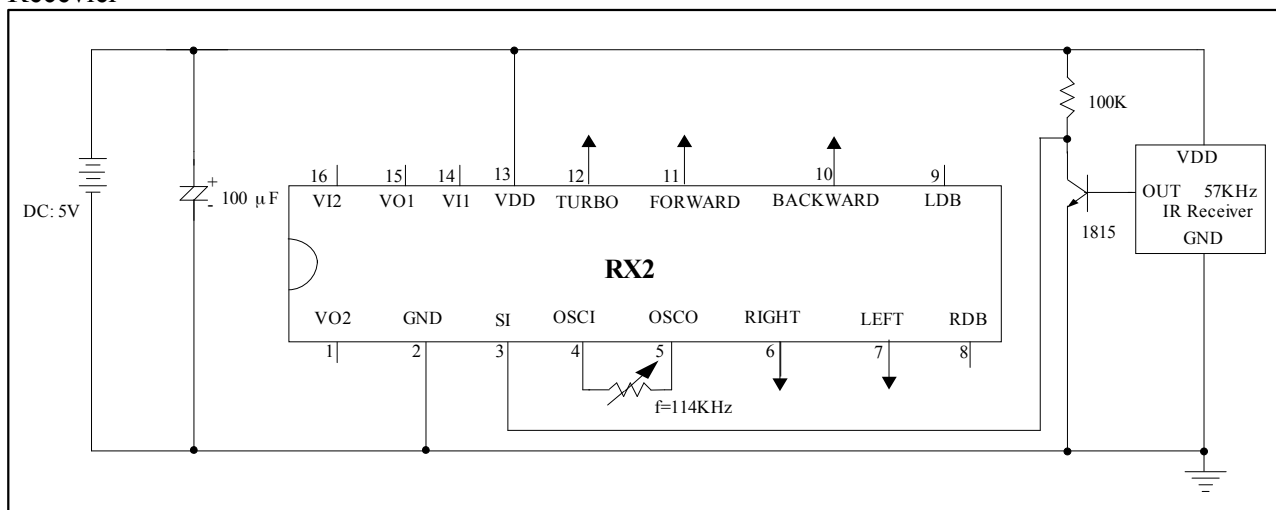 Recevier
100K
VDD
OUT 57KHz
IR Receiver
GND
1815
DC: 5V
+
100 μF
-
16 15 14 13 12 11 10 9
VI2 VO1 VI1 VDD TURBO FORWARD BACKWARD LDB
RX2
VO2 GND SI OSCI OSCO RIGHT LEFT RDB
1 2 3 4 5 6 7 8
f=114KHz